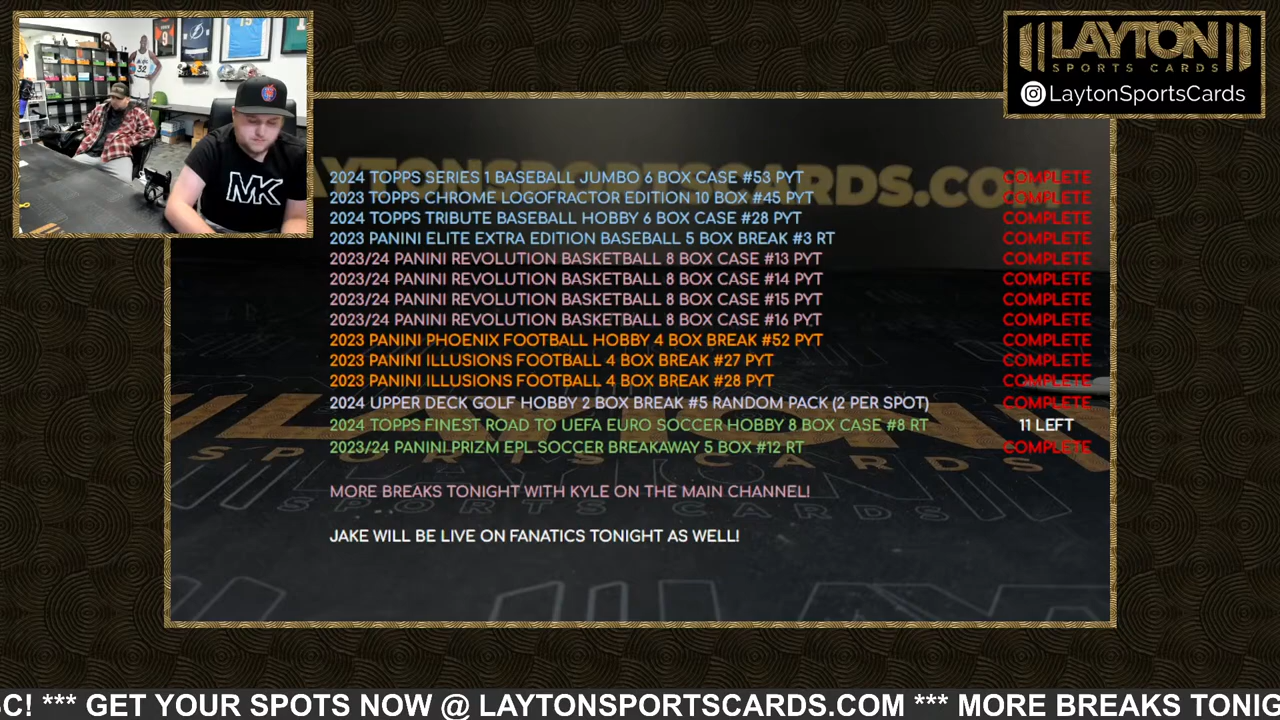 LAYTON
SPORTS CARDS
LaytonSportsCards
LAYTONSPORTSCARDS.CO
2024 TOPPS SERIES 1 BASEBALL JUMBO 6 BOX CASE #53 PYT COMPLETE
2023 TOPPS CHROME LOGOFRACTOR EDITION 10 BOX #45 PYT COMPLETE
2024 TOPPS TRIBUTE BASEBALL HOBBY 6 BOX CASE #28 PYT COMPLETE
2023 PANINI ELITE EXTRA EDITION BASEBALL 5 BOX BREAK #3 RT COMPLETE
2023/24 PANINI REVOLUTION BASKETBALL 8 BOX CASE #13 PYT COMPLETE
2023/24 PANINI REVOLUTION BASKETBALL 8 BOX CASE #14 PYT COMPLETE
2023/24 PANINI REVOLUTION BASKETBALL 8 BOX CASE #15 PYT COMPLETE
2023/24 PANINI REVOLUTION BASKETBALL 8 BOX CASE #16 PYT COMPLETE
2023 PANINI PHOENIX FOOTBALL HOBBY 4 BOX BREAK #52 PYT COMPLETE
2023 PANINI ILLUSIONS FOOTBALL 4 BOX BREAK #27 PYT COMPLETE
2023 PANINI ILLUSIONS FOOTBALL 4 BOX BREAK #28 PYT COMPLETE
2024 UPPER DECK GOLF HOBBY 2 BOX BREAK #5 RANDOM PACK (2 PER SPOT) COMPLETE
2024 TOPPS FINEST ROAD TO UEFA EURO SOCCER HOBBY 8 BOX CASE #8 RT 11 LEFT
2023/24 PANINI PRIZM EPL SOCCER BREAKAWAY 5 BOX #12 RT COMPLETE
SPORTS CARDS
MORE BREAKS TONIGHT WITH KYLE ON THE MAIN CHANNEL!
JAKE WILL BE LIVE ON FANATICS TONIGHT AS WELL!
MK
C! *** GET YOUR SPOTS NOW @ LAYTONSPORTSCARDS.COM *** MORE BREAKS TONIG